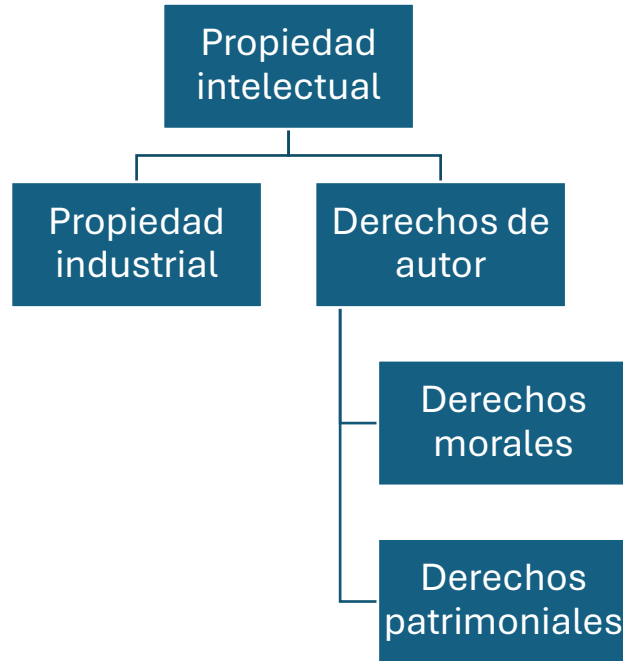 Propiedad
intelectual
Propiedad
industrial
Derechos de
autor
Derechos
morales
Derechos
patrimoniales